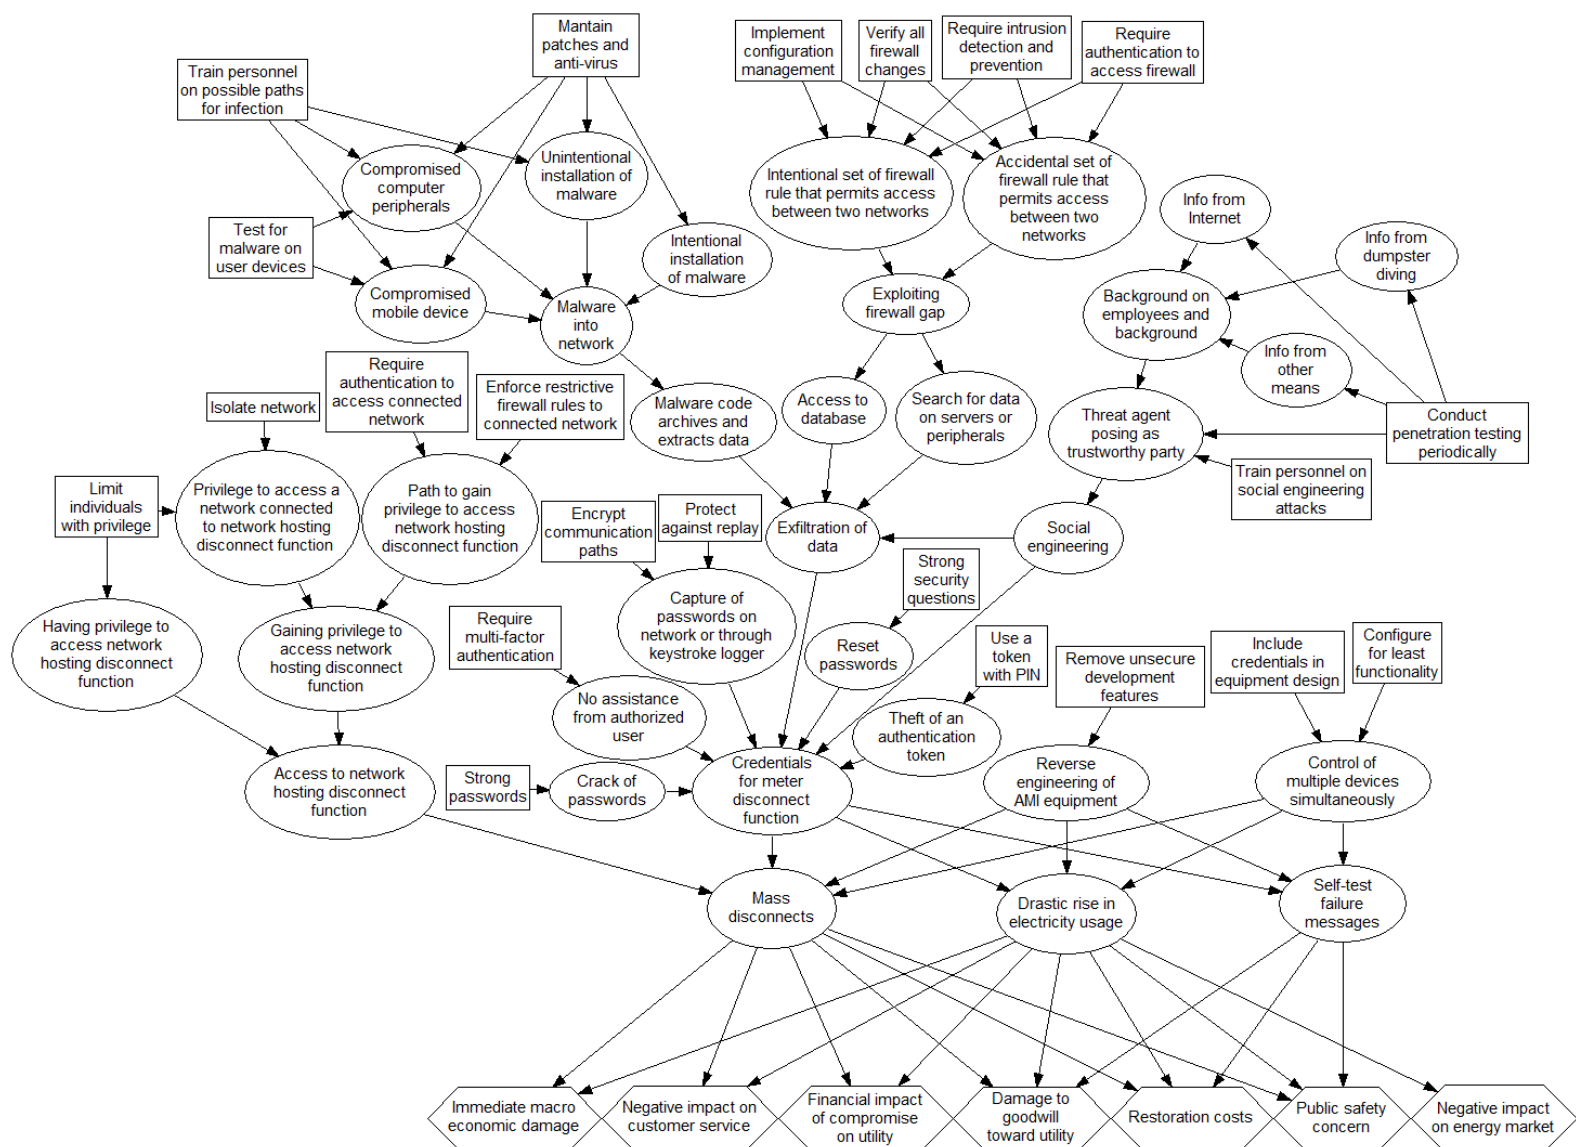 Mantain
patches and
anti-virus
Implement
configuration
management
Verify all
firewall
changes
Require intrusion
detection and
prevention
Require
authentication to
access firewall
Train personnel
on possible paths
for infection
Compromised
computer
peripherals
Unintentional
installation of
malware
Intentional set of firewall
rule that permits access
between two networks
Accidental set of
firewall rule that
permits access
between two
networks
Info from
Internet
Test for
malware on
user devices
Intentional
installation
of malware
Info from
dumpster
diving
Compromised
mobile device
Malware
into
network
Exploiting
firewall gap
Background on
employees and
background
Info from
other
means
Require
authentication to
access connected
network
Enforce restrictive
firewall rules to
connected network
Isolate network
Malware code
archives and
extracts data
Access to
database
Search for data
on servers or
peripherals
Threat agent
posing as
trustworthy party
Conduct
penetration testing
periodically
Train personnel on
social engineering
attacks
Limit
individuals
with privilege
Privilege to access a
network connected
to network hosting
disconnect function
Path to gain
privilege to access
network hosting
disconnect function
Encrypt
communication
paths
Protect
against replay
Exfiltration of
data
Social
engineering
Strong
security
questions
Having privilege to
access network
hosting disconnect
function
Gaining privilege to
access network
hosting disconnect
function
Require
multi-factor
authentication
Capture of
passwords on
network or through
keystroke logger
Reset
passwords
Use a
token
with PIN
Remove unsecure
development
features
Include
credentials in
equipment design
Configure
for least
functionality
No assistance
from authorized
user
Theft of an
authentication
token
Access to network
hosting disconnect
function
Strong
passwords
Crack of
passwords
Credentials
for meter
disconnect
function
Reverse
engineering of
AMI equipment
Control of
multiple devices
simultaneously
Mass
disconnects
Drastic rise in
electricity usage
Self-test
failure
messages
Immediate macro
economic damage
Negative impact on
customer service
Financial impact
of compromise
on utility
Damage to
goodwill
toward utility
Restoration costs
Public safety
concern
Negative impact
on energy market